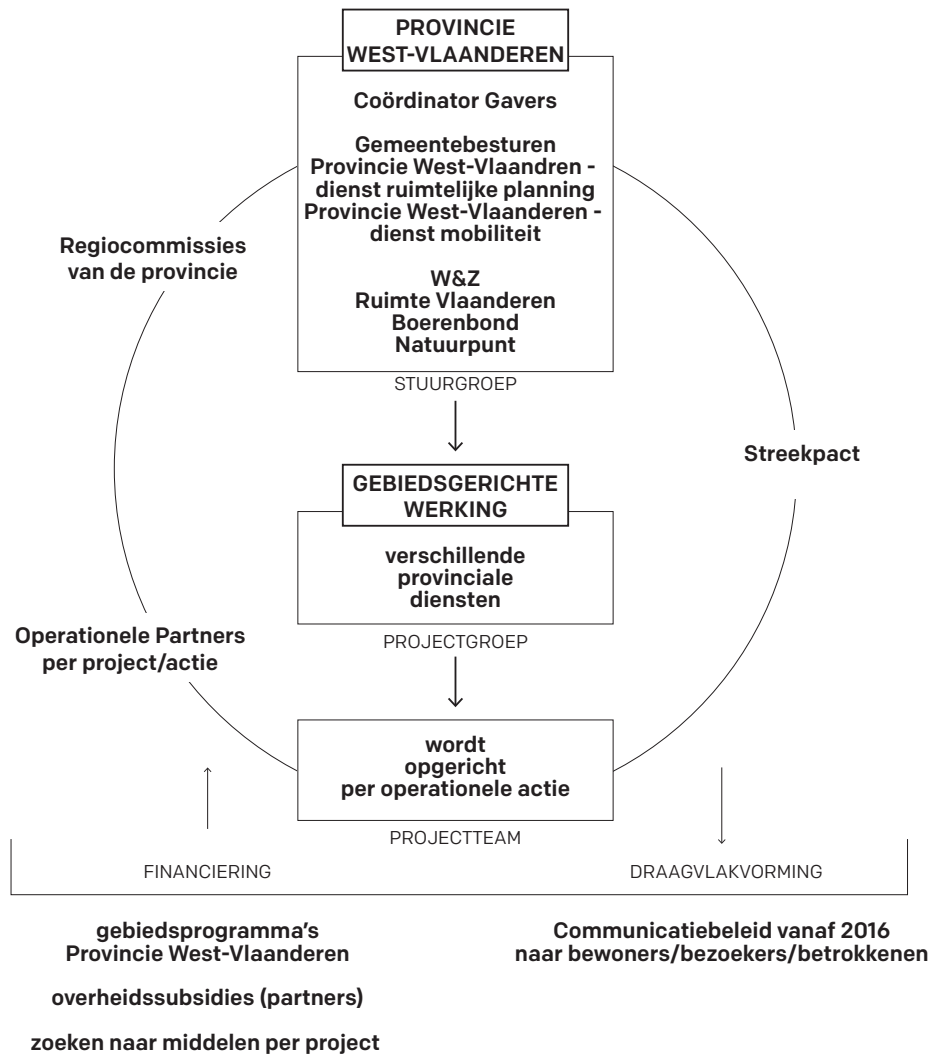 PROVINCIE
WEST-VLAANDEREN
Coördinator Gavers
Gemeentebesturen
Provincie West-Vlaandren -
dienst ruimtelijke planning
Provincie West-Vlaanderen -
dienst mobiliteit
W&Z
Ruimte Vlaanderen
Boerenbond
Natuurpunt
STUURGROEP
Regiocommissies
van de provincie
Streekpact
GEBIEDSGERICHTE
WERKING
verschillende
provinciale
diensten
PROJECTGROEP
Operationele Partners
per project/actie
wordt
opgericht
per operationele actie
PROJECTTEAM
FINANCIERING
DRAAGVLAKVORMING
gebiedsprogramma's
Provincie West-Vlaanderen
overheidssubsidies (partners)
zoeken naar middelen per project
Communicatiebeleid vanaf 2016
naar bewoners/bezoekers/betrokkenen